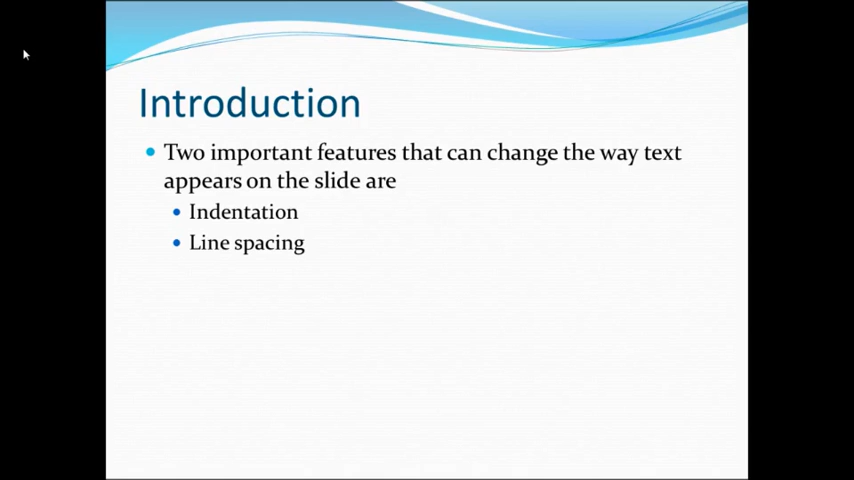 Introduction
Two important features that can change the way text
appears on the slide are
Indentation
Line spacing